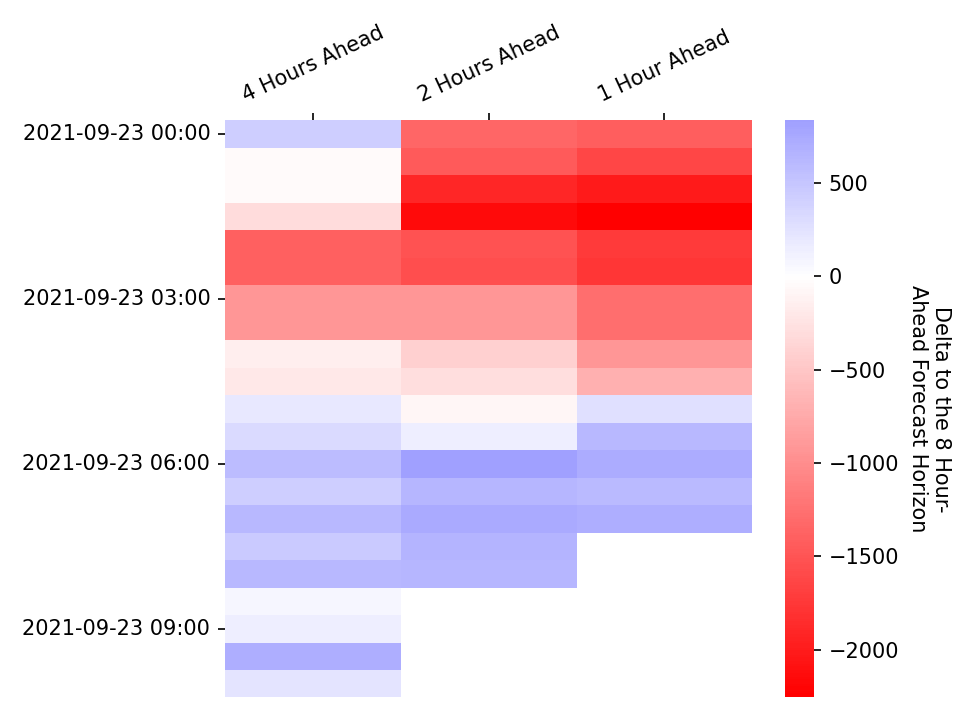 4 Hours Ahead
2 Hours Ahead
1 Hour Ahead
2021-09-23 00:00
2021-09-23 03:00
2021-09-23 06:00
2021-09-23 09:00
500
0
−500
−1000
−1500
−2000
Delta to the 8 Hour-
Ahead Forecast Horizon